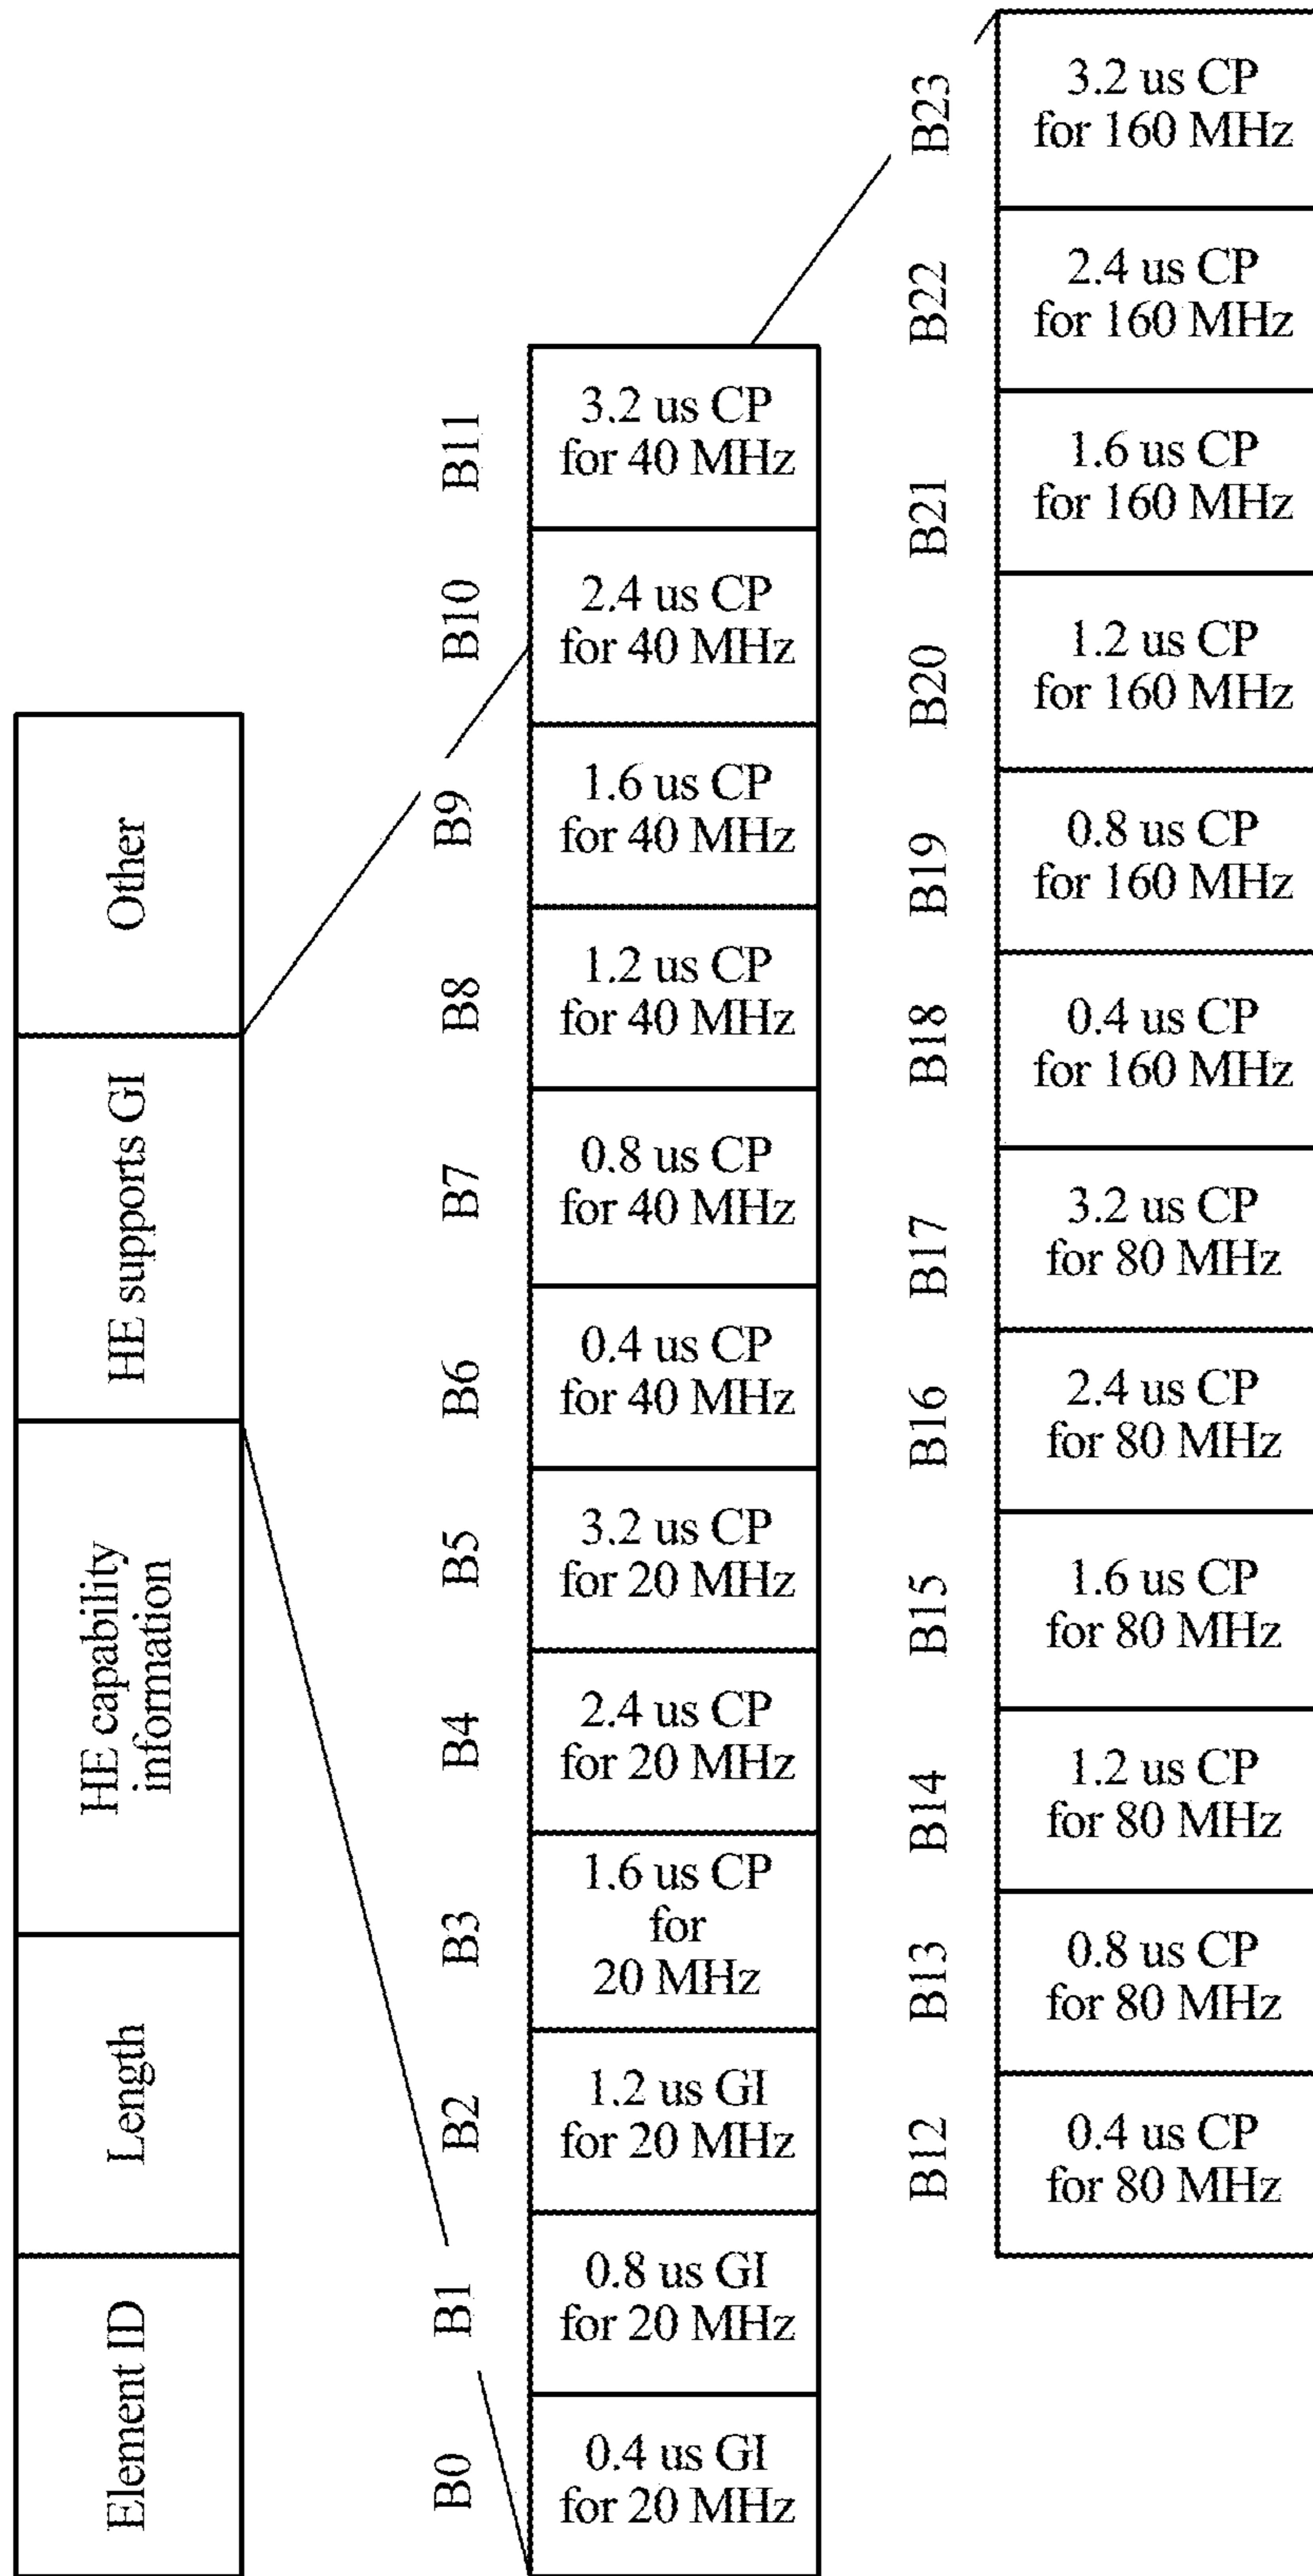 Element ID
Length
HE capability
information
HE supports GI
Other
B0
B1
B2
B3
B4
B5
B6
B7
B8
B9
B10
B11
0.4 us GI
for 20 MHz
0.8 us GI
for 20 MHz
1.2 us GI
for 20 MHz
1.6 us CP
for
20 MHz
2.4 us CP
for 20 MHz
3.2 us CP
for 20 MHz
0.4 us CP
for 40 MHz
0.8 us CP
for 40 MHz
1.2 us CP
for 40 MHz
1.6 us CP
for 40 MHz
2.4 us CP
for 40 MHz
3.2 us CP
for 40 MHz
B12
B13
B14
B15
B16
B17
B18
B19
B20
B21
B22
B23
0.4 us CP
for 80 MHz
0.8 us CP
for 80 MHz
1.2 us CP
for 80 MHz
1.6 us CP
for 80 MHz
2.4 us CP
for 80 MHz
3.2 us CP
for 80 MHz
0.4 us CP
for 160 MHz
0.8 us CP
for 160 MHz
1.2 us CP
for 160 MHz
1.6 us CP
for 160 MHz
2.4 us CP
for 160 MHz
3.2 us CP
for 160 MHz